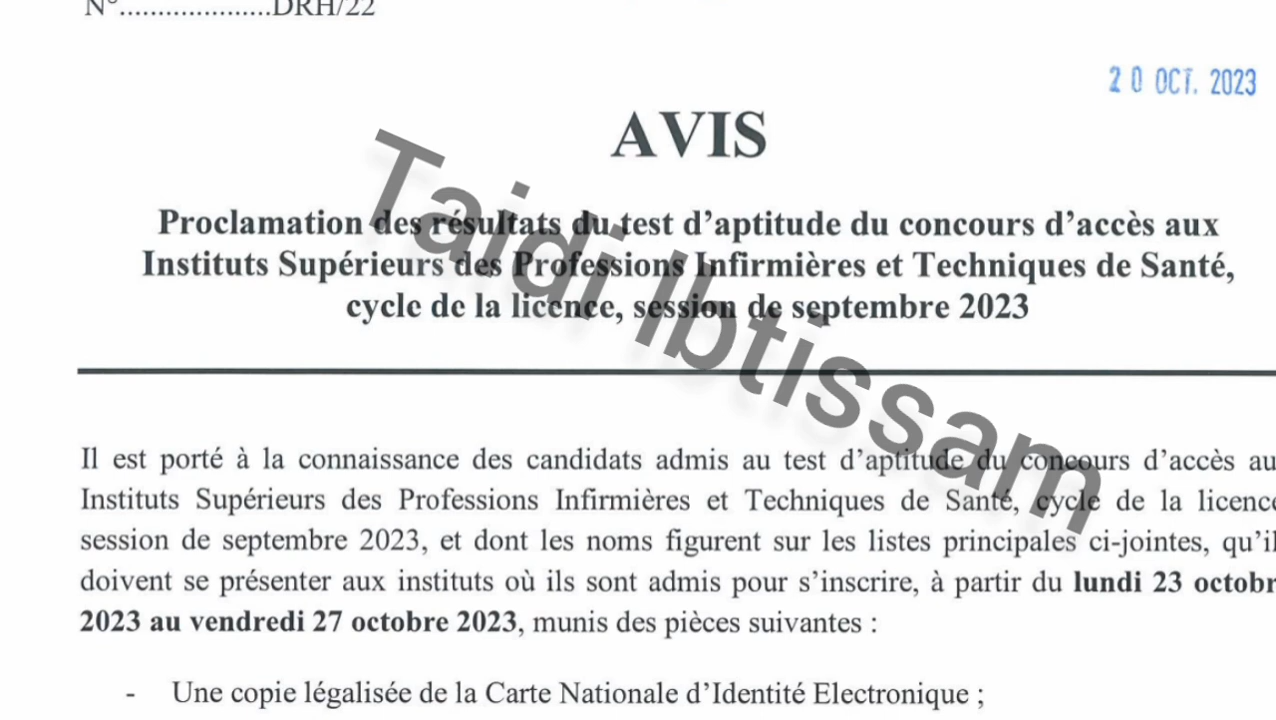 N°....................DRH/22
20 OCT. 2023
AVIS
Proclamation des résultats du test d’aptitude du concours d’accès aux
Instituts Supérieurs des Professions Infirmières et Techniques de Santé,
cycle de la licence, session de septembre 2023
Taidi Ibtissam
Il est porté à la connaissance des candidats admis au test d’aptitude du concours d’accès au
Instituts Supérieurs des Professions Infirmières et Techniques de Santé, cycle de la licence
session de septembre 2023, et dont les noms figurent sur les listes principales ci-jointes, qu’il
doivent se présenter aux instituts où ils sont admis pour s’inscrire, à partir du lundi 23 octobr
2023 au vendredi 27 octobre 2023, munis des pièces suivantes :
- Une copie légalisée de la Carte Nationale d’Identité Electronique ;